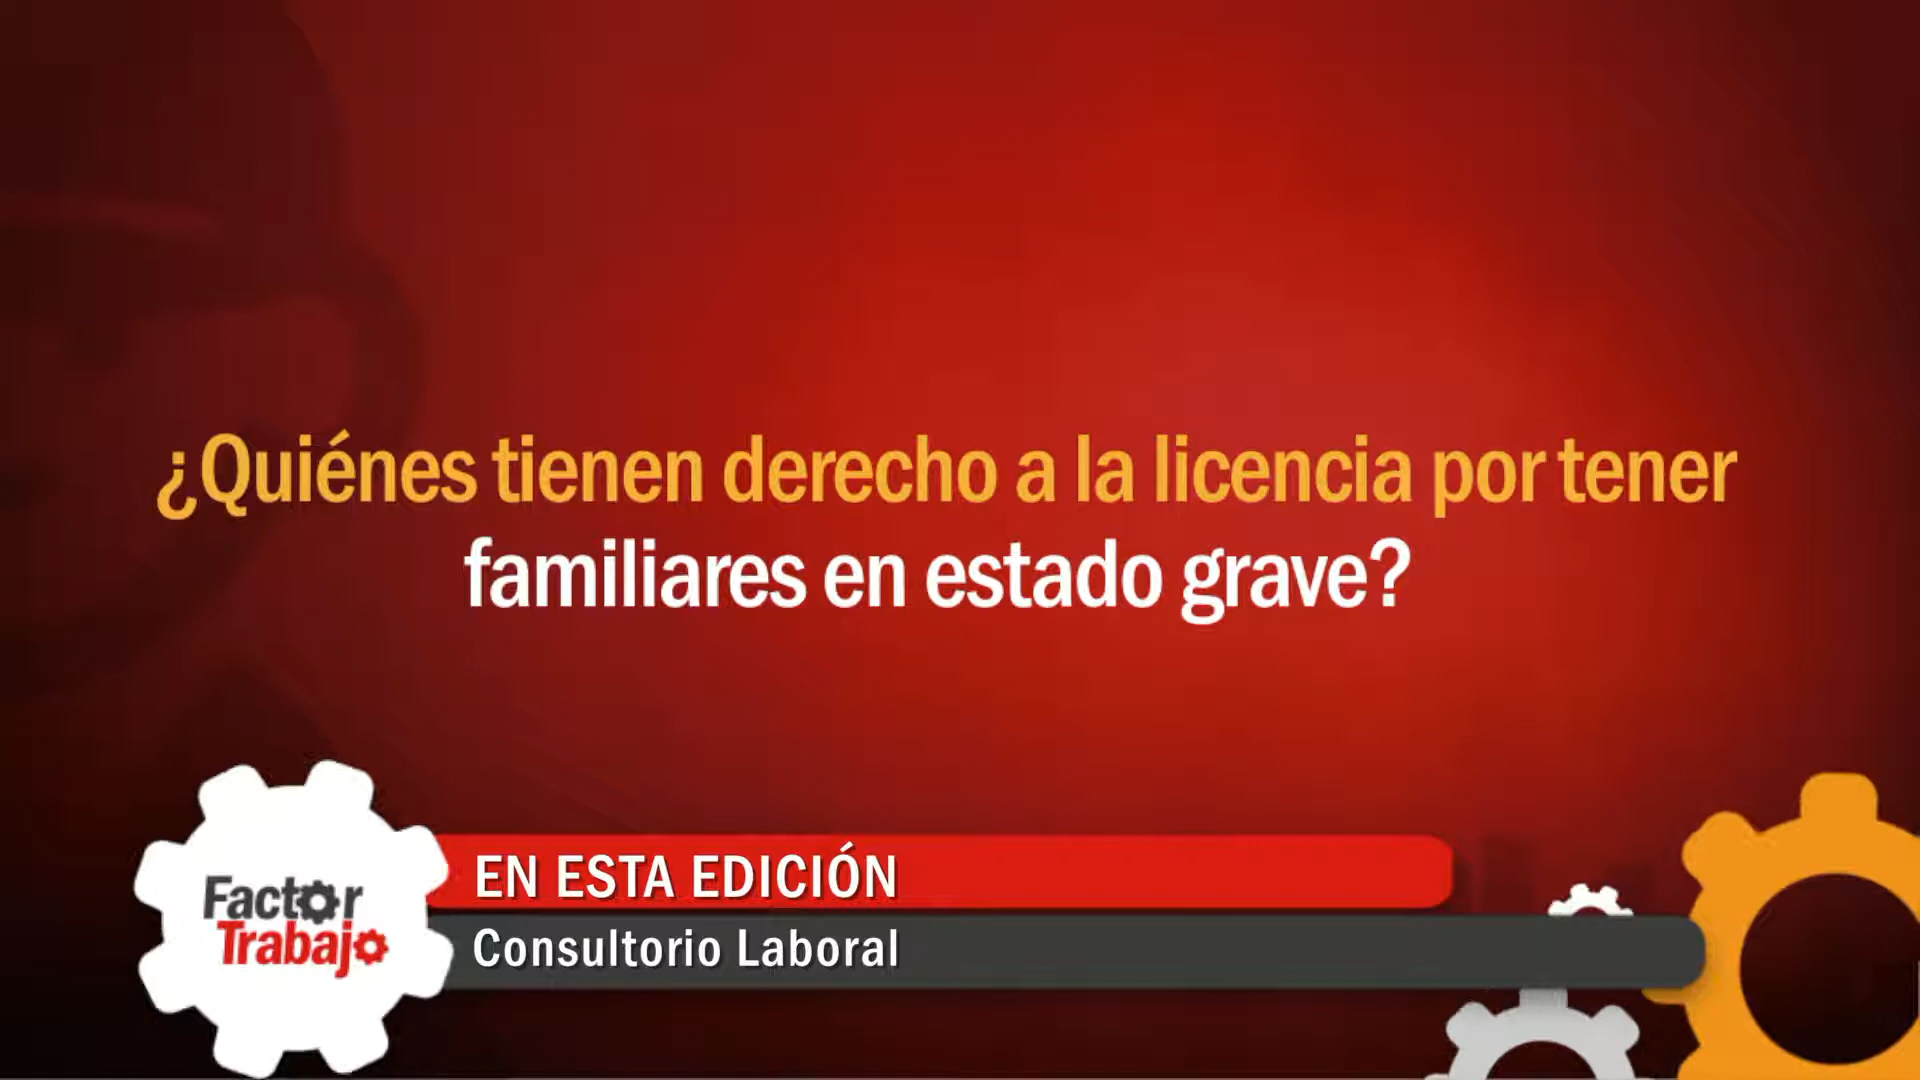 ¿Quiénes tienen derecho a la licencia por tener
familiares en estado grave?
EN ESTA EDICIÓN
Consultorio Laboral
Factor
Trabajo